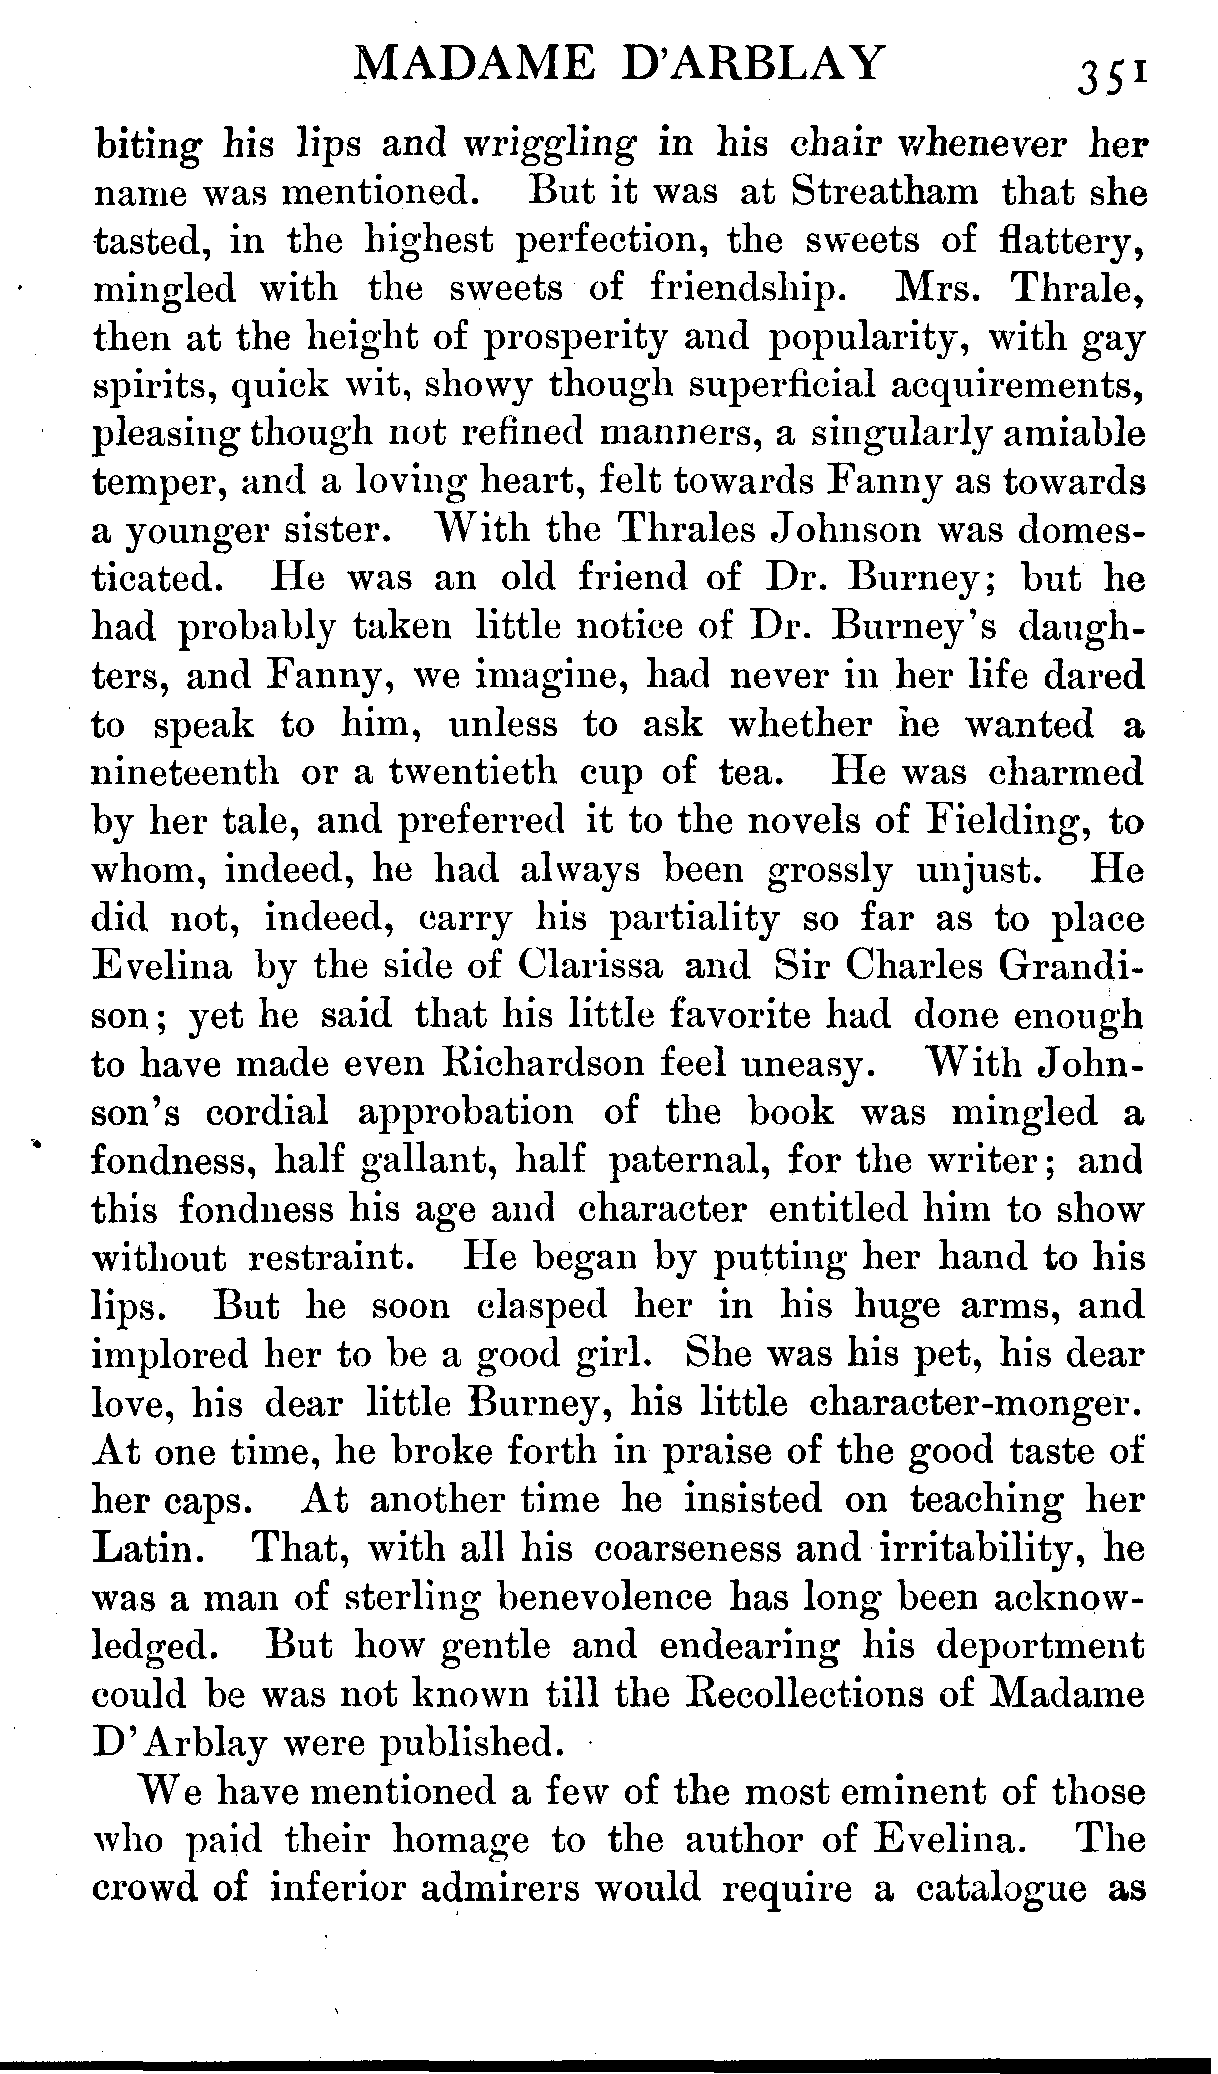 MADAME D'ARBLAY 351
biting his lips and wriggling in his chair whenever her
name was mentioned. But it was at Streatham that she
tasted, in the highest perfection, the sweets of flattery,
mingled with the sweets of friendship. Mrs. Thrale,
then at the height of prosperity and popularity, with gay
spirits, quick wit, showy though superficial acquirements,
pleasing though not refined manners, a singularly amiable
temper, and a loving heart, felt towards Fanny as towards
a younger sister. With the Thrales Johnson was domes-
ticated. He was an old friend of Dr. Burney; but he
had probably taken little notice of Dr. Burney's daugh-
ters, and Fanny, we imagine, had never in her life dared
to speak to him, unless to ask whether he wanted a
nineteenth or a twentieth cup of tea. He was charmed
by her tale, and preferred it to the novels of Fielding, to
whom, indeed, he had always been grossly unjust. He
did not, indeed, carry his partiality so far as to place
Evelina by the side of Clarissa and Sir Charles Grandi-
son; yet he said that his little favorite had done enough
to have made even Richardson feel uneasy. With John-
son's cordial approbation of the book was mingled a
fondness, half gallant, half paternal, for the writer; and
this fondness his age and character entitled him to show
without restraint. He began by putting her hand to his
lips. But he soon clasped her in his huge arms, and
implored her to be a good girl. She was his pet, his dear
love, his dear little Burney, his little character-monger.
At one time, he broke forth in praise of the good taste of
her caps. At another time he insisted on teaching her
Latin. That, with all his coarseness and irritability, he
was a man of sterling benevolence has long been acknow-
ledged. But how gentle and endearing his deportment
could be was not known till the Recollections of Madame
D'Arblay were published.
We have mentioned a few of the most eminent of those
who paid their homage to the author of Evelina. The
crowd of inferior admirers would require a catalogue as